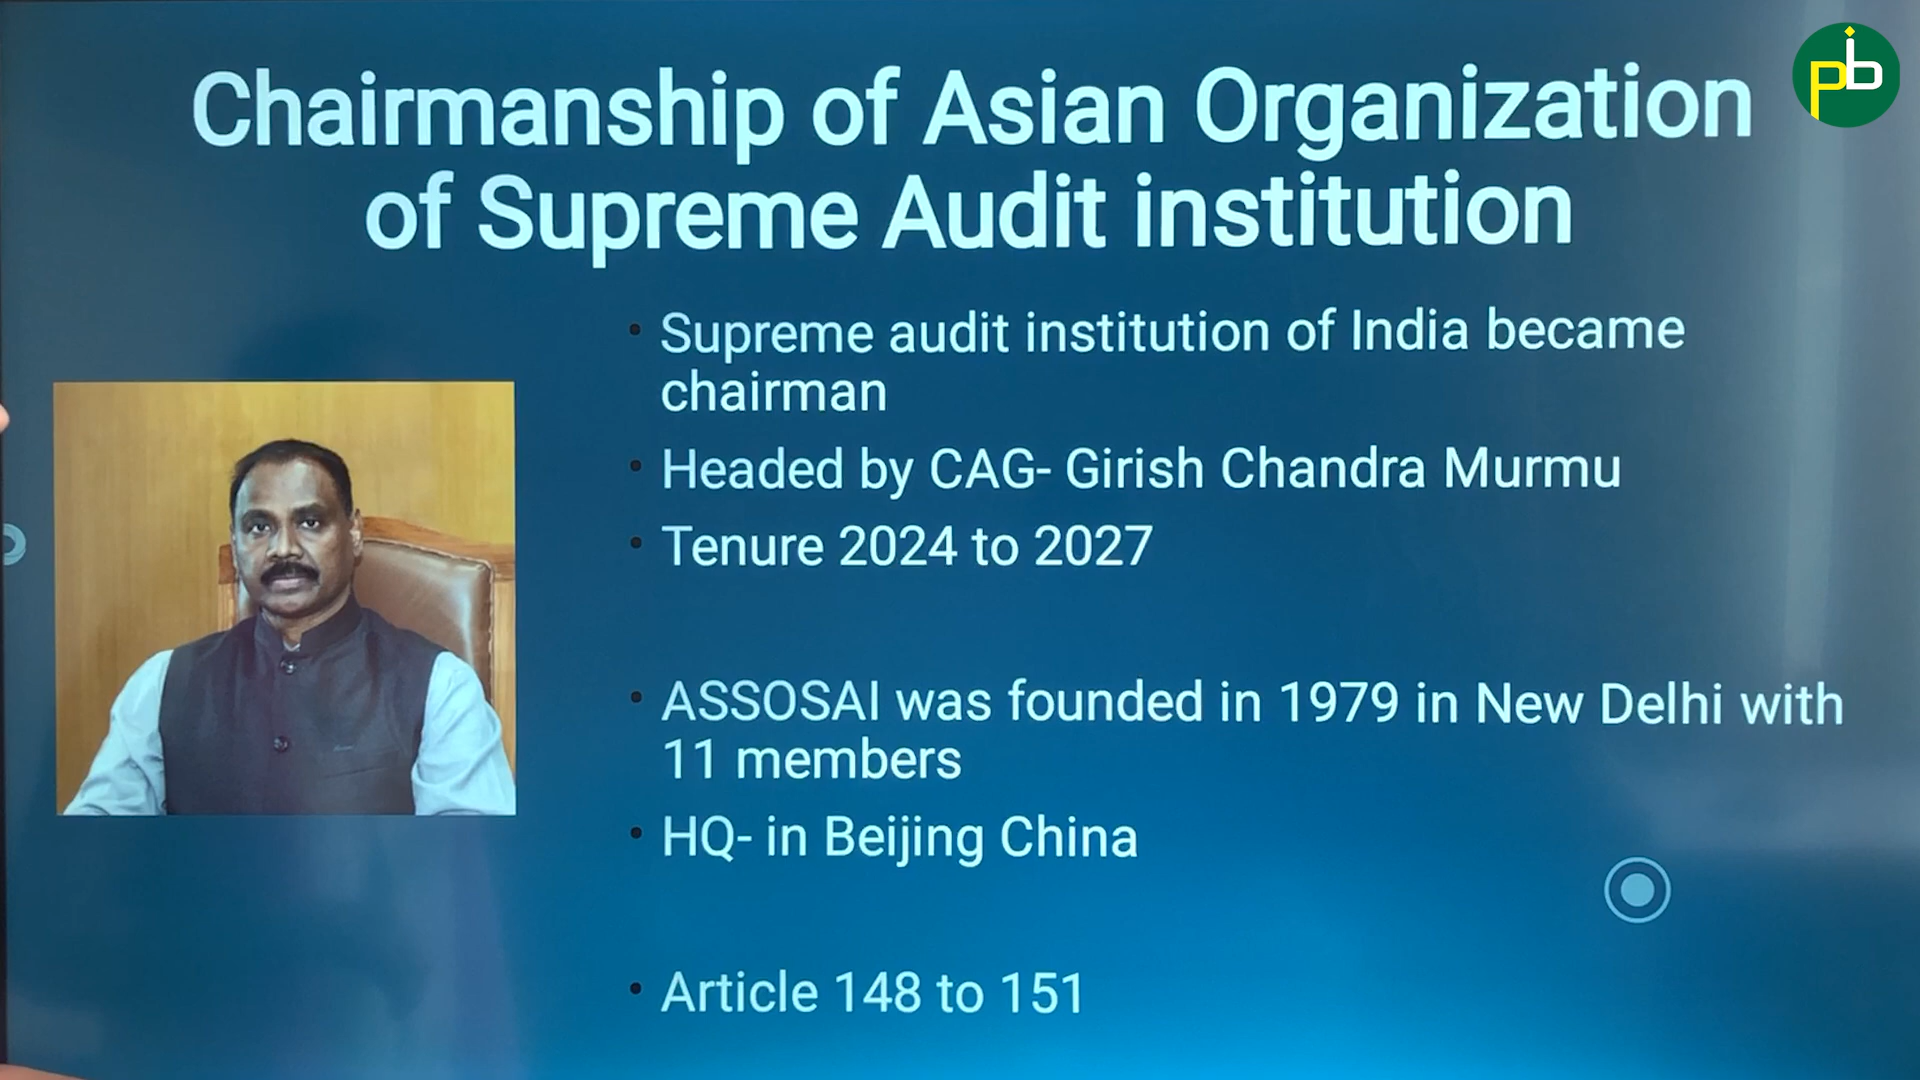 Chairmanship of Asian Organization
of Supreme Audit institution
pb
• Supreme audit institution of India became
chairman
• Headed by CAG- Girish Chandra Murmu
• Tenure 2024 to 2027
• ASSOSAI was founded in 1979 in New Delhi with
11 members
• HQ- in Beijing China
• Article 148 to 151